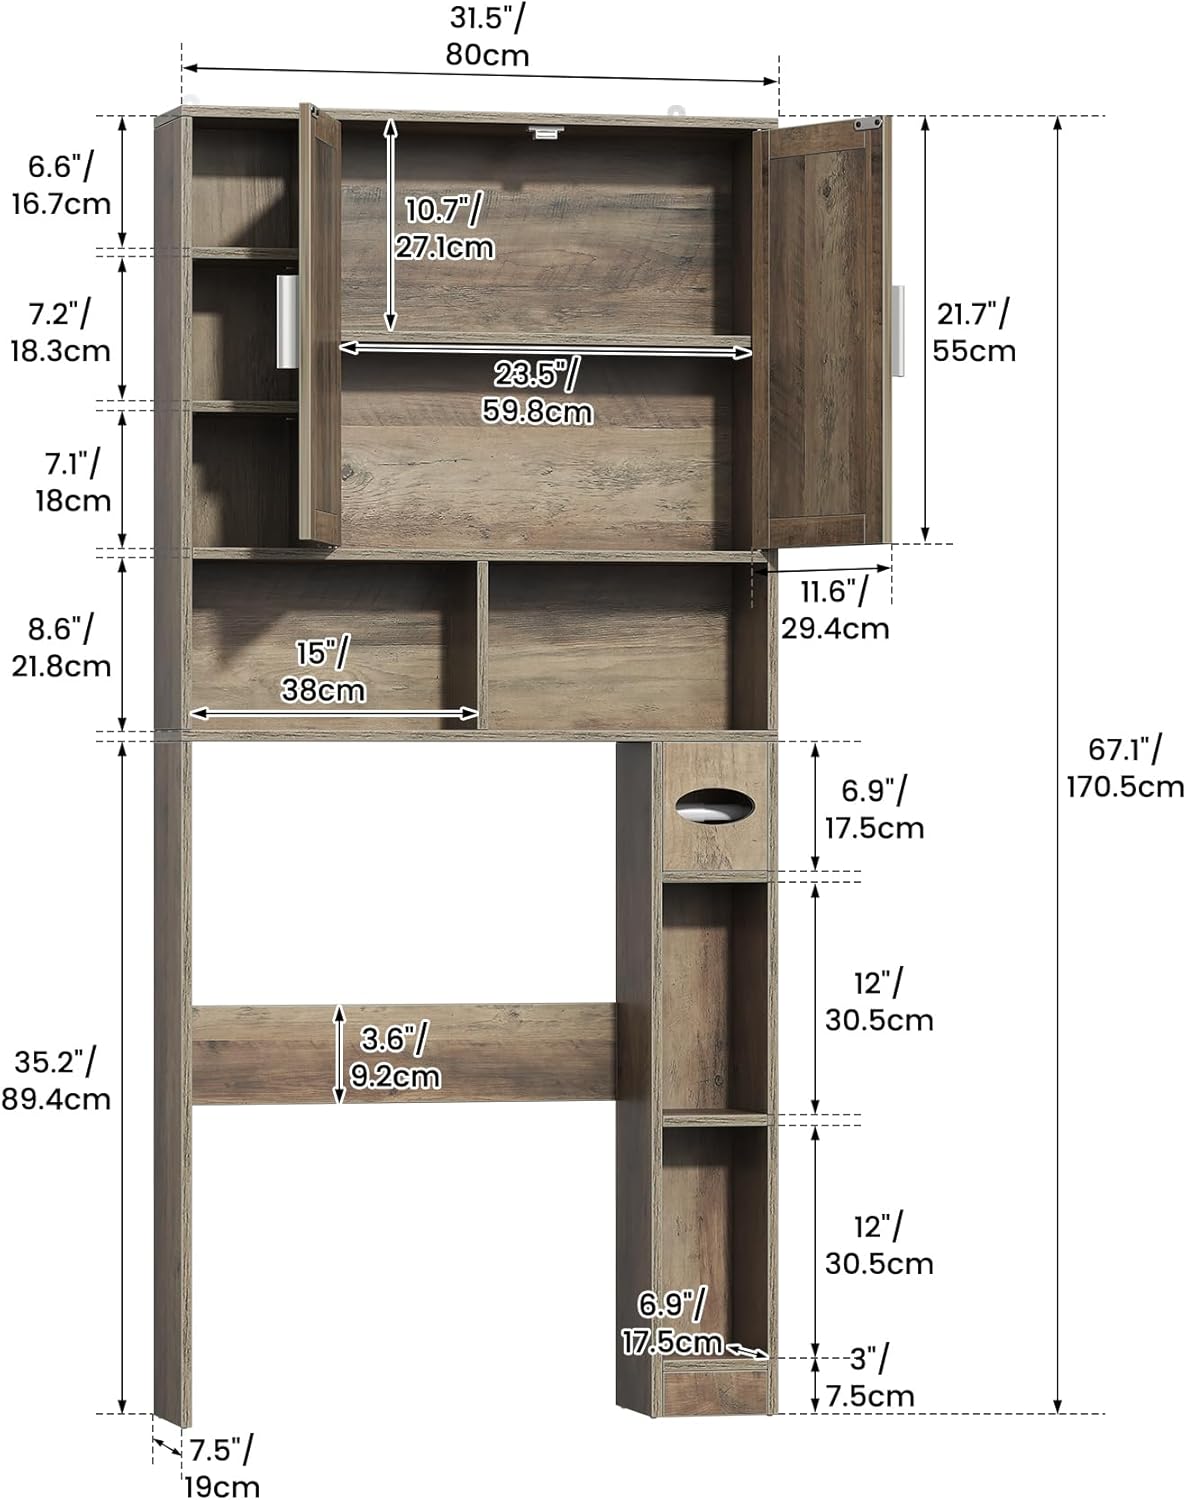 31.5"/
80cm
6.6"/
16.7cm
10.7"/
27.1cm
7.2"/
18.3cm
21.7"/
55cm
23.5"/
59.8cm
7.1"/
18cm
11.6"/
29.4cm
8.6"/
21.8cm
15"/
38cm
67.1"/
170.5cm
6.9"/
17.5cm
12"/
30.5cm
3.6"/
9.2cm
35.2"/
89.4cm
12"/
30.5cm
6.9"/
17.5cm
3"/
7.5cm
7.5"/
19cm